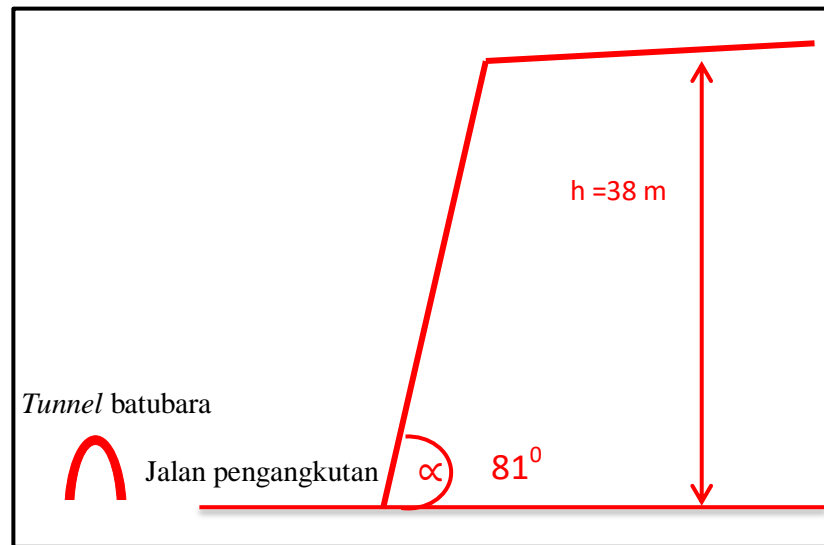 h =38 m
Tunnel batubara
Jalan pengangkutan
∝
81⁰